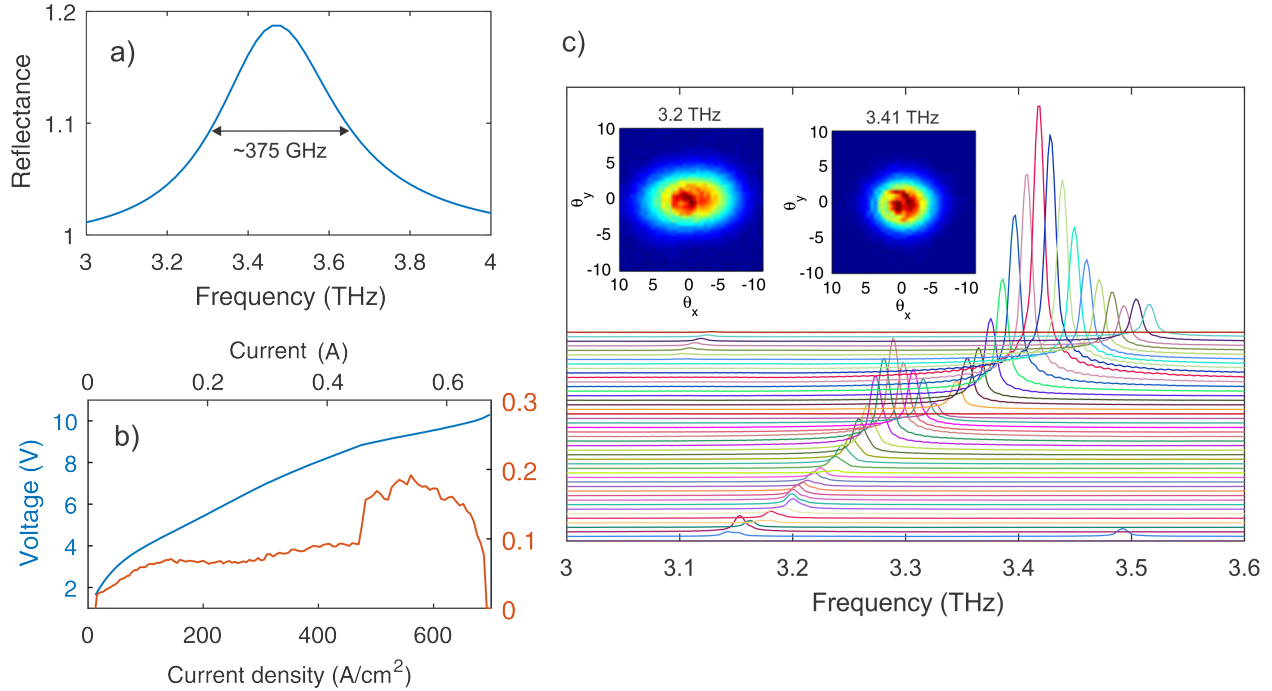 a)
1.2
1.1
1
Reflectance
~375 GHz
3 3.2 3.4 3.6 3.8 4
Frequency (THz)
b)
Current (A)
0 0.2 0.4 0.6
10
8
6
4
2
Voltage (V)
0.3
0.2
0.1
0
0 200 400 600
Current density (A/cm²)
c)
3.2 THz
10
5
0
-5
-10
θy
10 5 0 -5 -10
θx
3.41 THz
10
5
0
-5
-10
θy
10 5 0 -5 -10
θx
3 3.1 3.2 3.3 3.4 3.5 3.6
Frequency (THz)